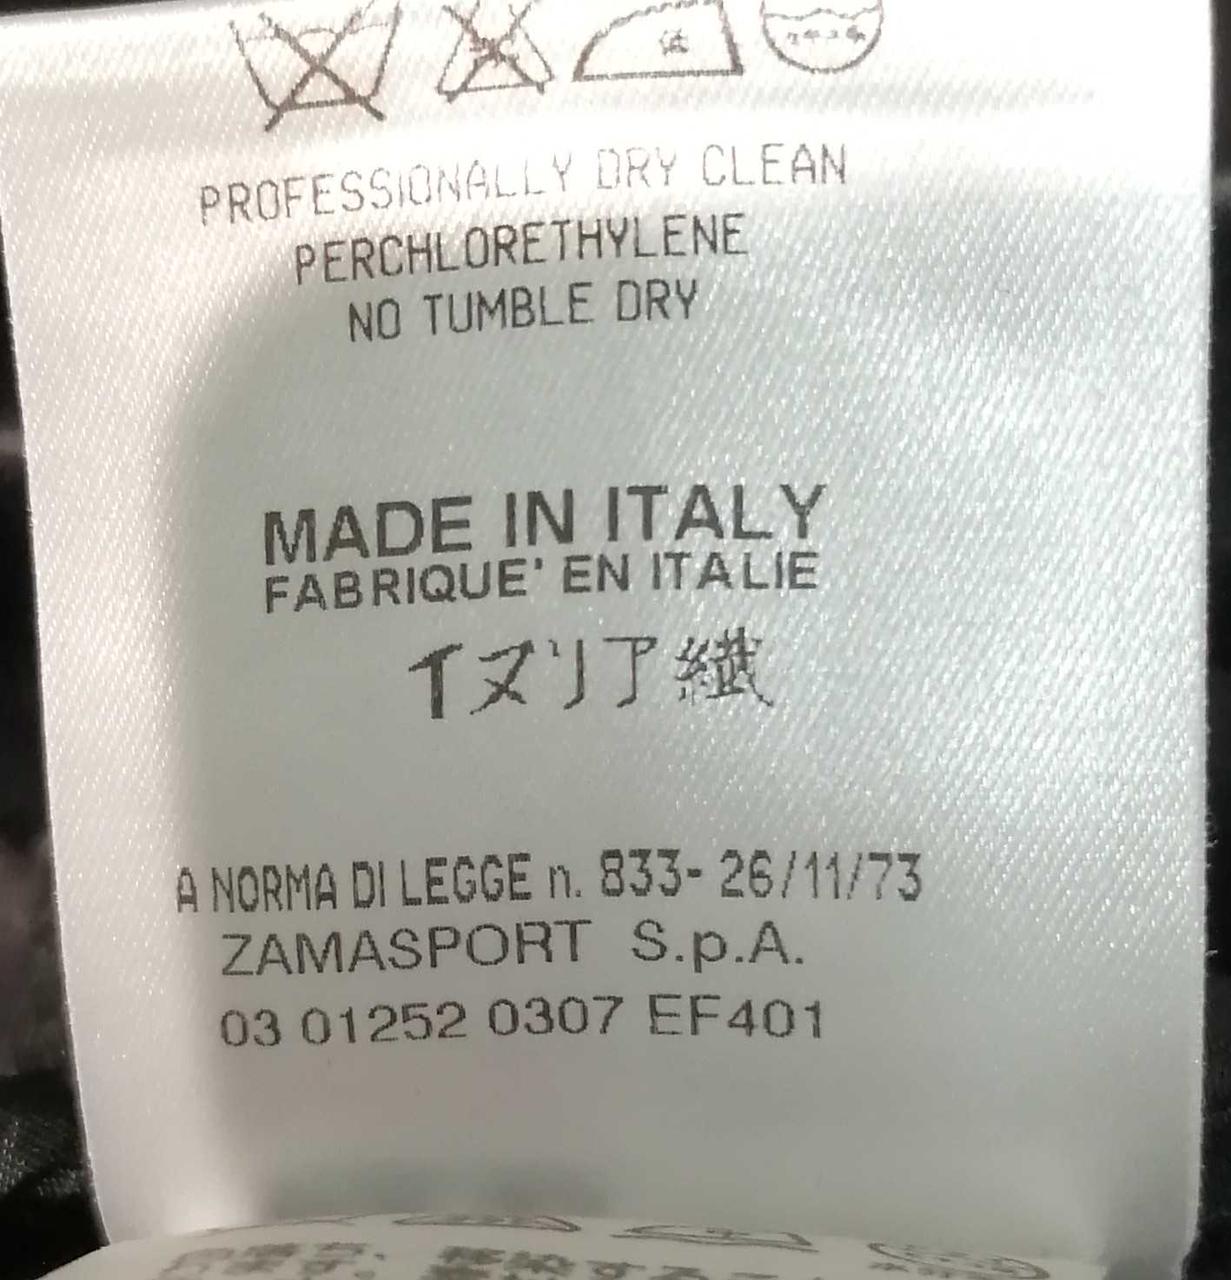 PROFESSIONALLY DRY CLEAN
PERCHLORETHYLENE
NO TUMBLE DRY
MADE IN ITALY
FABRIQUE' EN ITALIE
イヌリア繊
A NORMA DI LEGGE n. 833- 26/11/73
ZAMASPORT S.p.A.
03 01252 0307 EF401